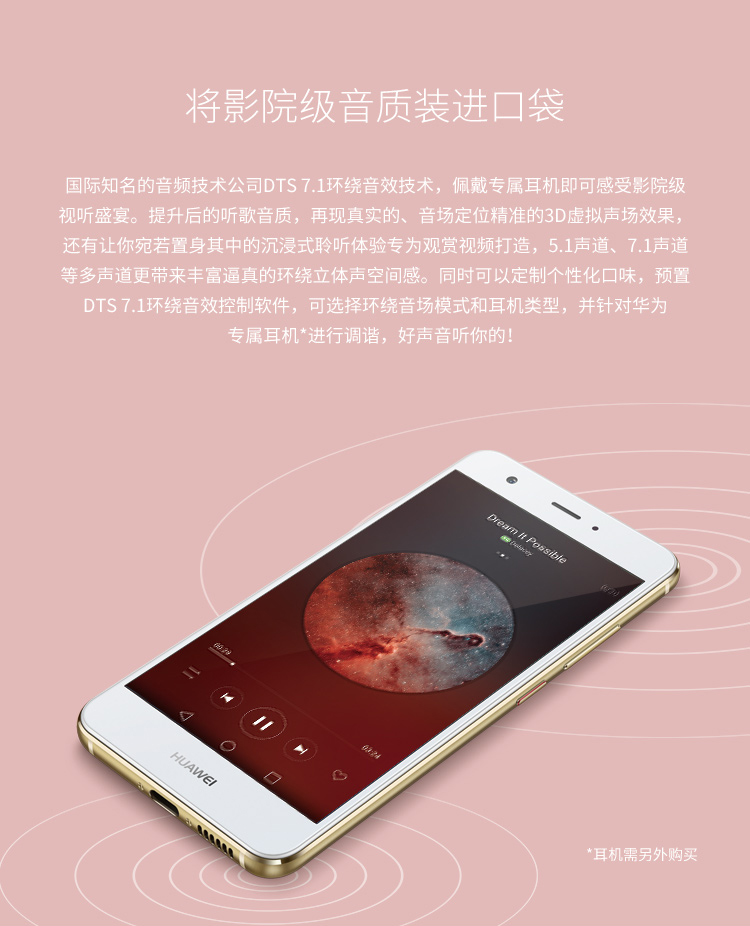 将影院级音质装进口袋
国际知名的音频技术公司DTS 7.1环绕音效技术，佩戴专属耳机即可感受影院级
视听盛宴。提升后的听歌音质，再现真实的、音场定位精准的3D虚拟声场效果，
还有让你宛若置身其中的沉浸式聆听体验专为观赏视频打造，5.1声道、7.1声道
等多声道更带来丰富逼真的环绕立体声空间感。同时可以定制个性化口味，预置
DTS 7.1环绕音效控制软件，可选择环绕音场模式和耳机类型，并针对华为
专属耳机*进行调谐，好声音听你的！
Dream It Possible
Delacey
00:29
03:24
HUAWEI
*耳机需另外购买